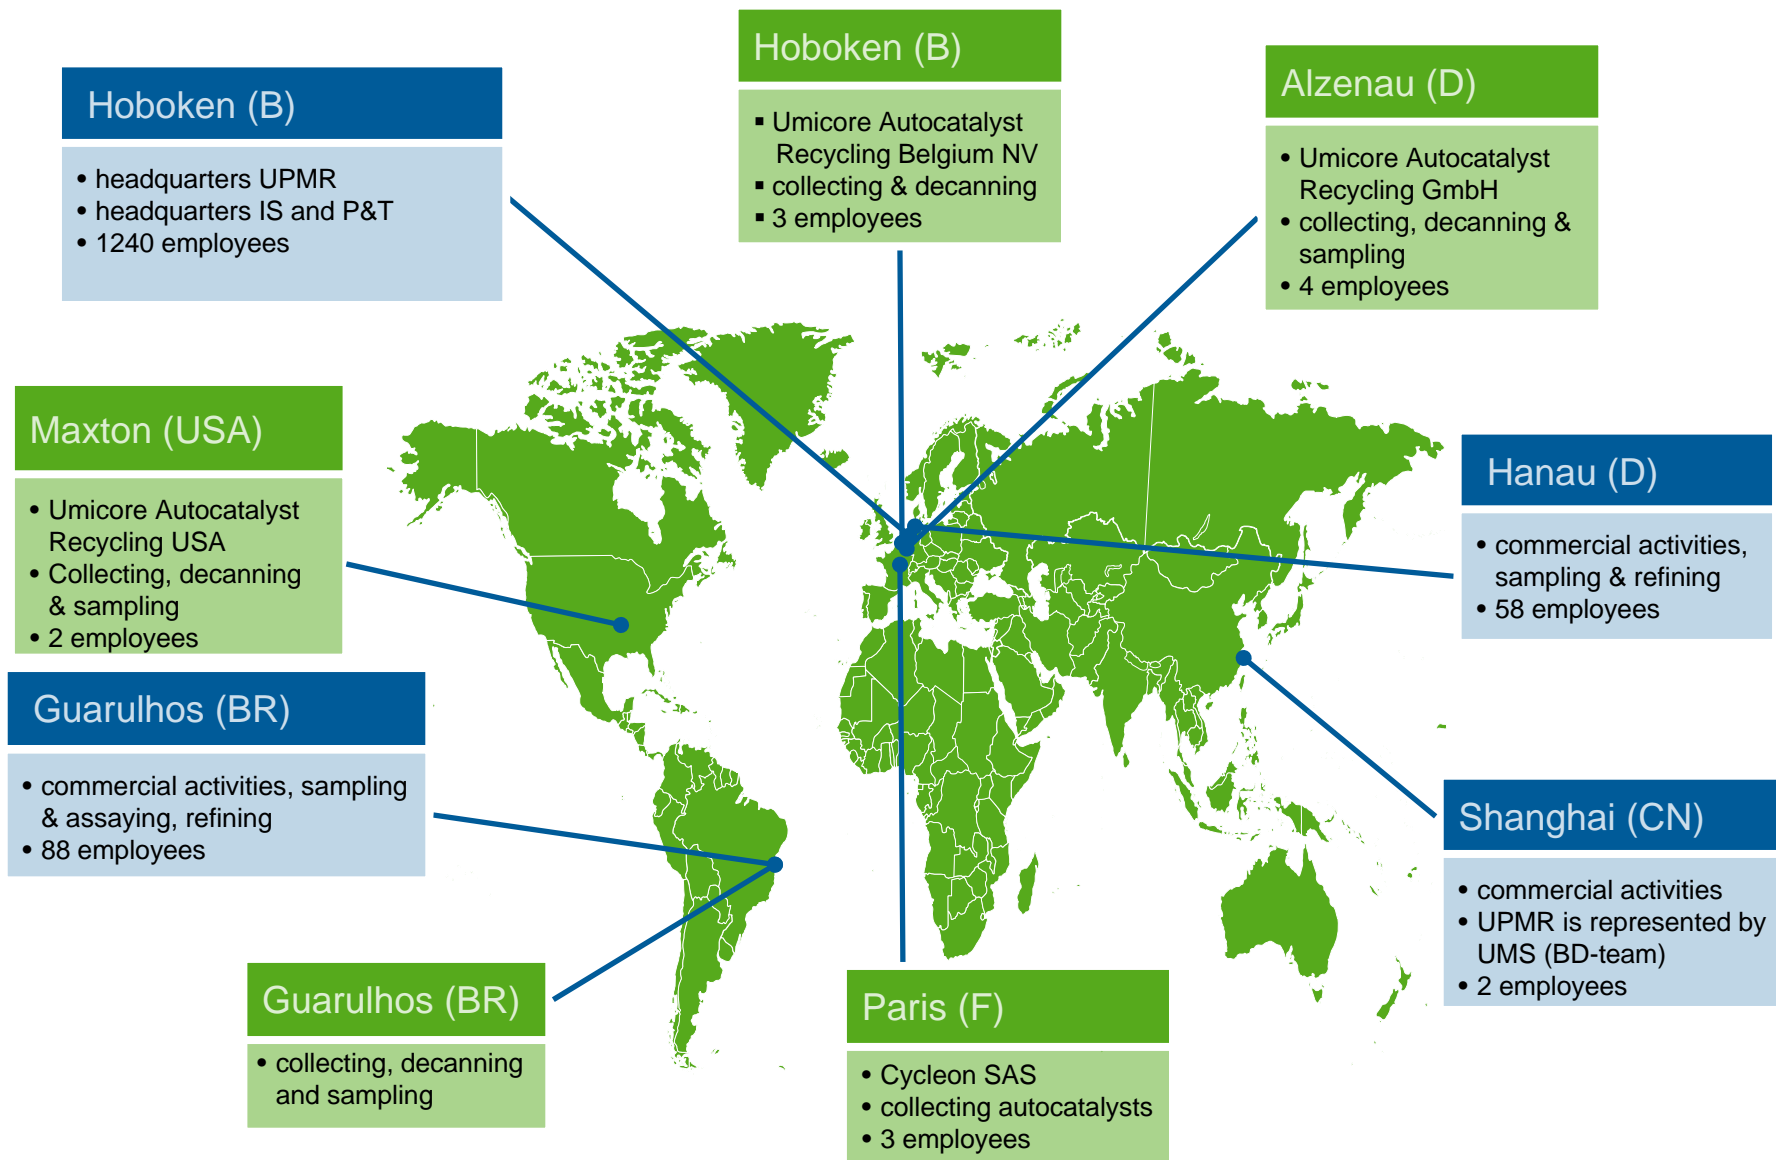 Hoboken (B)
• headquarters UPMR
• headquarters IS and P&T
• 1240 employees
Hoboken (B)
▪ Umicore Autocatalyst
Recycling Belgium NV
▪ collecting & decanning
▪ 3 employees
Alzenau (D)
• Umicore Autocatalyst
Recycling GmbH
• collecting, decanning &
sampling
• 4 employees
Maxton (USA)
• Umicore Autocatalyst
Recycling USA
• Collecting, decanning
& sampling
• 2 employees
Hanau (D)
• commercial activities,
sampling & refining
• 58 employees
Guarulhos (BR)
• commercial activities, sampling
& assaying, refining
• 88 employees
Shanghai (CN)
• commercial activities
• UPMR is represented by
UMS (BD-team)
• 2 employees
Guarulhos (BR)
• collecting, decanning
and sampling
Paris (F)
• Cycleon SAS
• collecting autocatalysts
• 3 employees